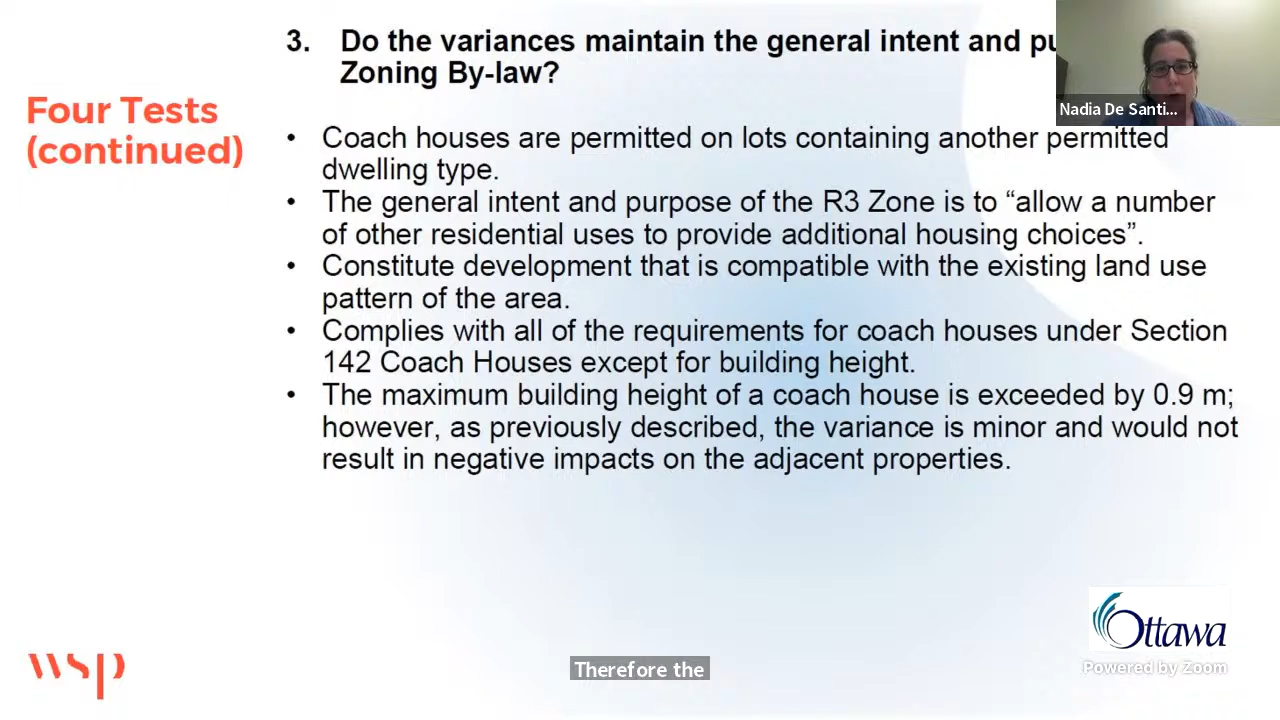 3. Do the variances maintain the general intent and pu
Zoning By-law?
Four Tests
(continued)
Nadia De Santi...
• Coach houses are permitted on lots containing another permitted
dwelling type.
• The general intent and purpose of the R3 Zone is to “allow a number
of other residential uses to provide additional housing choices”.
• Constitute development that is compatible with the existing land use
pattern of the area.
• Complies with all of the requirements for coach houses under Section
142 Coach Houses except for building height.
• The maximum building height of a coach house is exceeded by 0.9 m;
however, as previously described, the variance is minor and would not
result in negative impacts on the adjacent properties.
Ottawa
Powered by Zoom
wsp
Therefore the